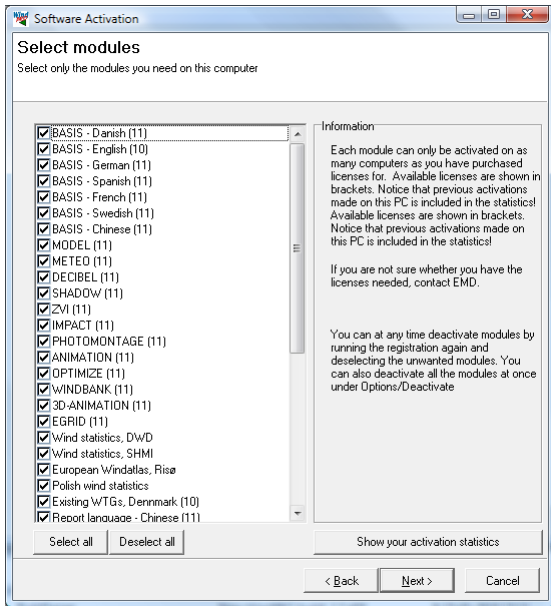 Wind
Software Activation
Select modules
Select only the modules you need on this computer
BASIS - Danish (11)
BASIS - English (10)
BASIS - German (11)
BASIS - Spanish (11)
BASIS - French (11)
BASIS - Swedish (11)
BASIS - Chinese (11)
MODEL (11)
METEO (11)
DECIBEL (11)
SHADOW (11)
ZVI (11)
IMPACT (11)
PHOTOMONTAGE (11)
ANIMATION (11)
OPTIMIZE (11)
WINDBANK (11)
3D-ANIMATION (11)
EGRID (11)
Wind statistics, DWD
Wind statistics, SHMI
European Windatlas, Risø
Polish wind statistics
Existing WTGs, Dennmark (10)
Report language - Chinese (11)
Information
Each module can only be activated on as
many computers as you have purchased
licenses for. Available licenses are shown in
brackets. Notice that previous activations
made on this PC is included in the statistics!
Available licenses are shown in brackets.
Notice that previous activations made on
this PC is included in the statistics!
If you are not sure whether you have the
licenses needed, contact EMD.
You can at any time deactivate modules by
running the registration again and
deselecting the unwanted modules. You
can also deactivate all the modules at once
under Options/Deactivate
Select all
Deselect all
Show your activation statistics
< Back
Next >
Cancel